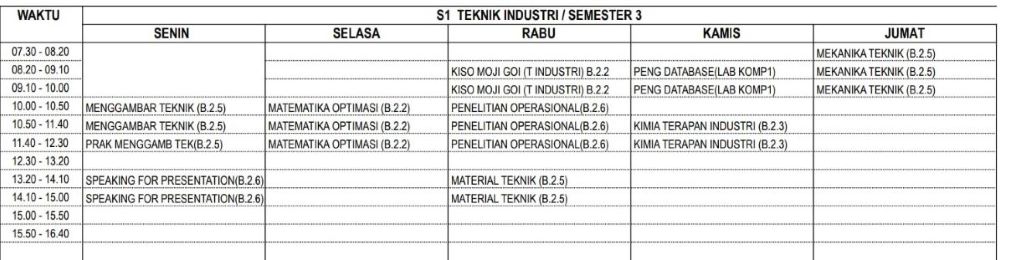 WAKTU S1 TEKNIK INDUSTRI / SEMESTER 3
SENIN SELASA RABU KAMIS JUMAT
07.30 - 08.20 MEKANIKA TEKNIK (B.2.5)
08.20 - 09.10 KISO MOJI GOI (T INDUSTRI) B.2.2 PENG DATABASE(LAB KOMP1) MEKANIKA TEKNIK (B.2.5)
09.10 - 10.00 KISO MOJI GOI (T INDUSTRI) B.2.2 PENG DATABASE(LAB KOMP1) MEKANIKA TEKNIK (B.2.5)
10.00 - 10.50 MENGGAMBAR TEKNIK (B.2.5) MATEMATIKA OPTIMASI (B.2.2) PENELITIAN OPERASIONAL(B.2.6)
10.50 - 11.40 MENGGAMBAR TEKNIK (B.2.5) MATEMATIKA OPTIMASI (B.2.2) PENELITIAN OPERASIONAL(B.2.6) KIMIA TERAPAN INDUSTRI (B.2.3)
11.40 - 12.30 PRAK MENGGAMB TEK(B.2.5) MATEMATIKA OPTIMASI (B.2.2) PENELITIAN OPERASIONAL(B.2.6) KIMIA TERAPAN INDUSTRI (B.2.3)
12.30 - 13.20
13.20 - 14.10 SPEAKING FOR PRESENTATION(B.2.6) MATERIAL TEKNIK (B.2.5)
14.10 - 15.00 SPEAKING FOR PRESENTATION(B.2.6) MATERIAL TEKNIK (B.2.5)
15.00 - 15.50
15.50 - 16.40